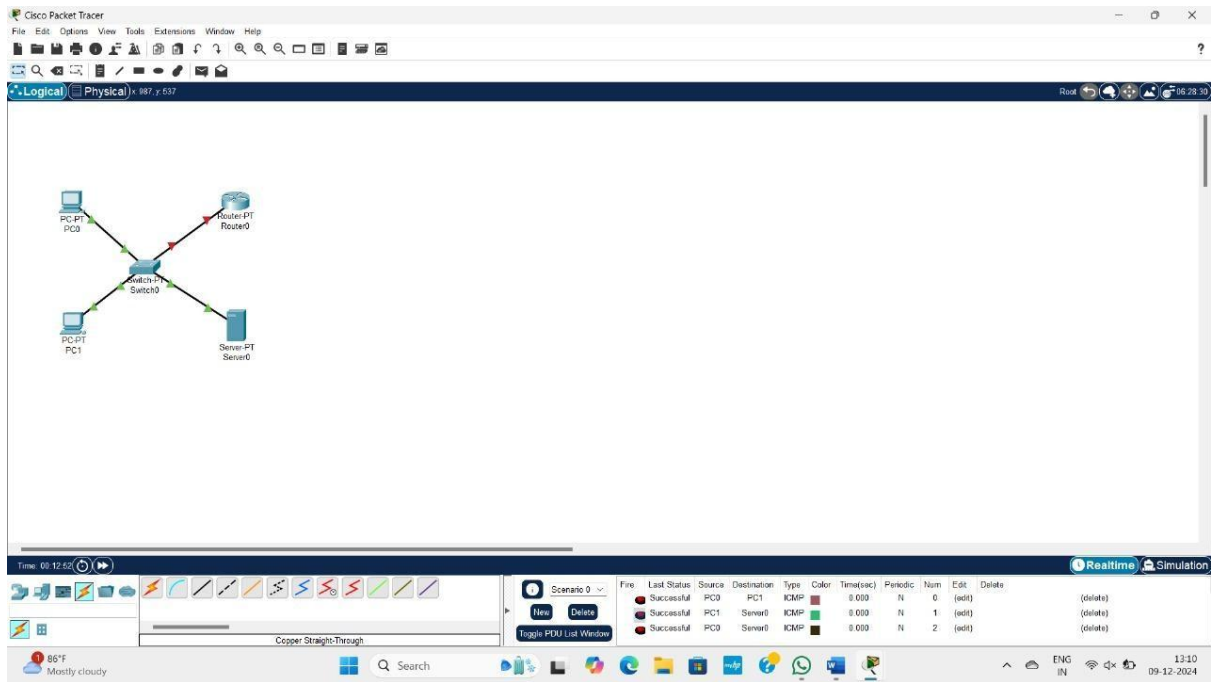 Cisco Packet Tracer
File Edit Options View Tools Extensions Window Help
?
Logical Physical x: 987, y: 537 Root 06:28:30
PC-PT
PC0
Router-PT
Router0
Switch-PT
Switch0
PC-PT
PC1
Server-PT
Server0
Time: 00:12:52 Realtime Simulation
Scenario 0
New Delete
Toggle PDU List Window
Fire Last Status Source Destination Type Color Time(sec) Periodic Num Edit Delete
Successful PC0 PC1 ICMP 0.000 N 0 (edit) (delete)
Successful PC1 Server0 ICMP 0.000 N 1 (edit) (delete)
Successful PC0 Server0 ICMP 0.000 N 2 (edit) (delete)
Copper Straight-Through
1
86°F
Mostly cloudy
Search
ENG
IN
13:10
09-12-2024